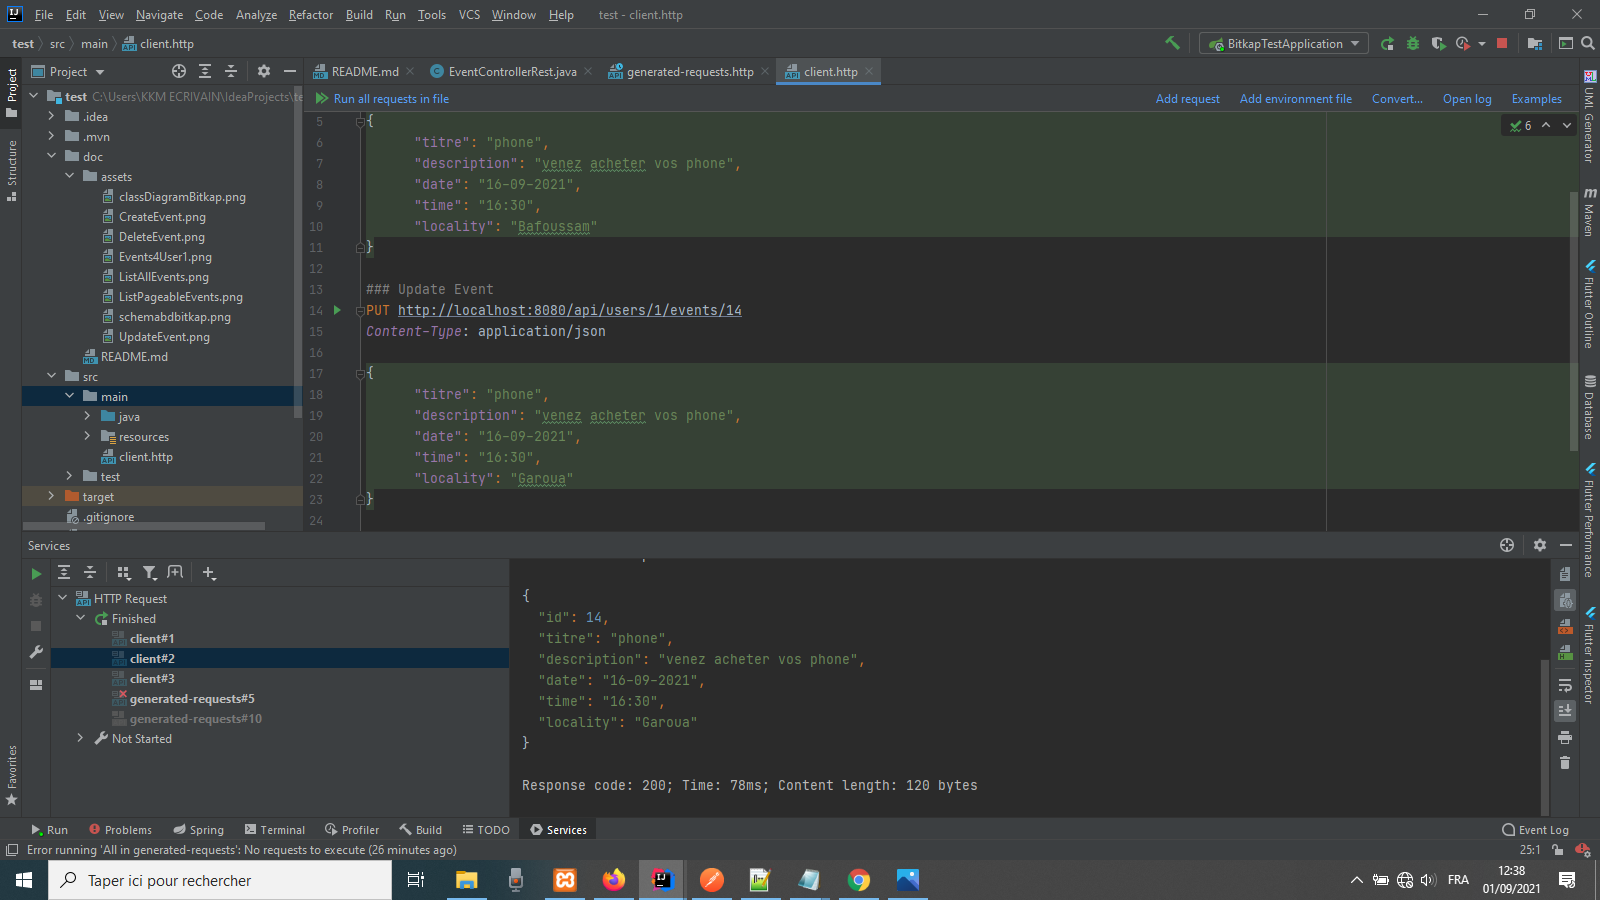 File Edit View Navigate Code Analyze Refactor Build Run Tools VCS Window Help test - client.http
test src main client.http BitkapTestApplication
Project README.md EventControllerRest.java generated-requests.http client.http
Run all requests in file Add request Add environment file Convert... Open log Examples
test C:\Users\KKM ECRIVAIN\IdeaProjects\te
.idea
.mvn
doc
assets
classDiagramBitkap.png
CreateEvent.png
DeleteEvent.png
Events4User1.png
ListAllEvents.png
ListPageableEvents.png
schemabdbitkap.png
UpdateEvent.png
README.md
src
main
java
resources
client.http
test
target
.gitignore
5 {
6 "titre": "phone",
7 "description": "venez acheter vos phone",
8 "date": "16-09-2021",
9 "time": "16:30",
10 "locality": "Bafoussam"
11 }
12
13 ### Update Event
14 PUT http://localhost:8080/api/users/1/events/14
15 Content-Type: application/json
16
17 {
18 "titre": "phone",
19 "description": "venez acheter vos phone",
20 "date": "16-09-2021",
21 "time": "16:30",
22 "locality": "Garoua"
23 }
24
6
Project
Structure
Favorites
UML Generator
Maven
Flutter Outline
Database
Flutter Performance
Flutter Inspector
Services
HTTP Request
Finished
client#1
client#2
client#3
generated-requests#5
generated-requests#10
Not Started
{
"id": 14,
"titre": "phone",
"description": "venez acheter vos phone",
"date": "16-09-2021",
"time": "16:30",
"locality": "Garoua"
}
Response code: 200; Time: 78ms; Content length: 120 bytes
Run Problems Spring Terminal Profiler Build TODO Services Event Log
Error running 'All in generated-requests': No requests to execute (26 minutes ago) 25:1
Taper ici pour rechercher
FRA
12:38
01/09/2021